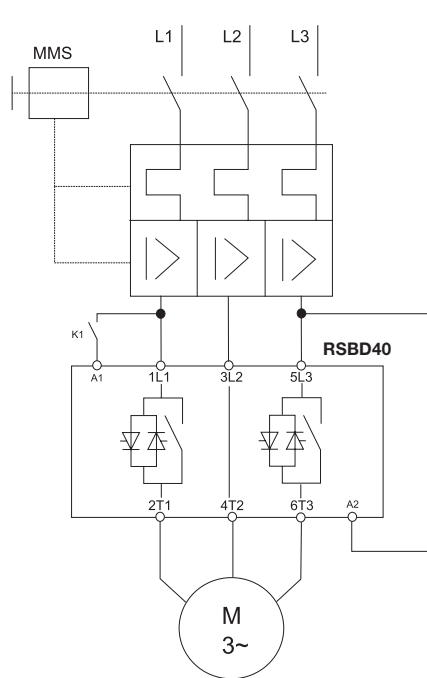 L1 L2 L3
MMS
K1
RSBD40
A1 1L1 3L2 5L3
2T1 4T2 6T3 A2
M
3~